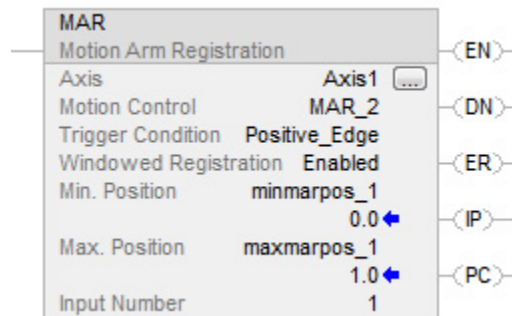 MAR
Motion Arm Registration
EN
Axis Axis1 ...
Motion Control MAR_2
DN
Trigger Condition Positive_Edge
Windowed Registration Enabled
ER
Min. Position minmarpos_1
0.0
IP
Max. Position maxmarpos_1
1.0
PC
Input Number 1